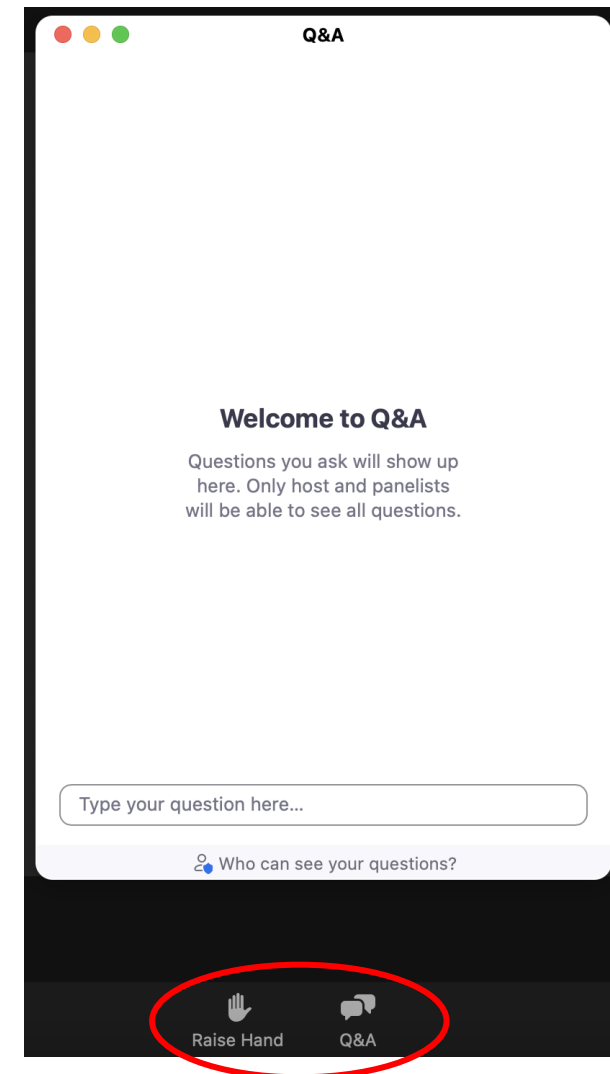 Q&A
Welcome to Q&A
Questions you ask will show up
here. Only host and panelists
will be able to see all questions.
Type your question here...
Who can see your questions?
Raise Hand
Q&A